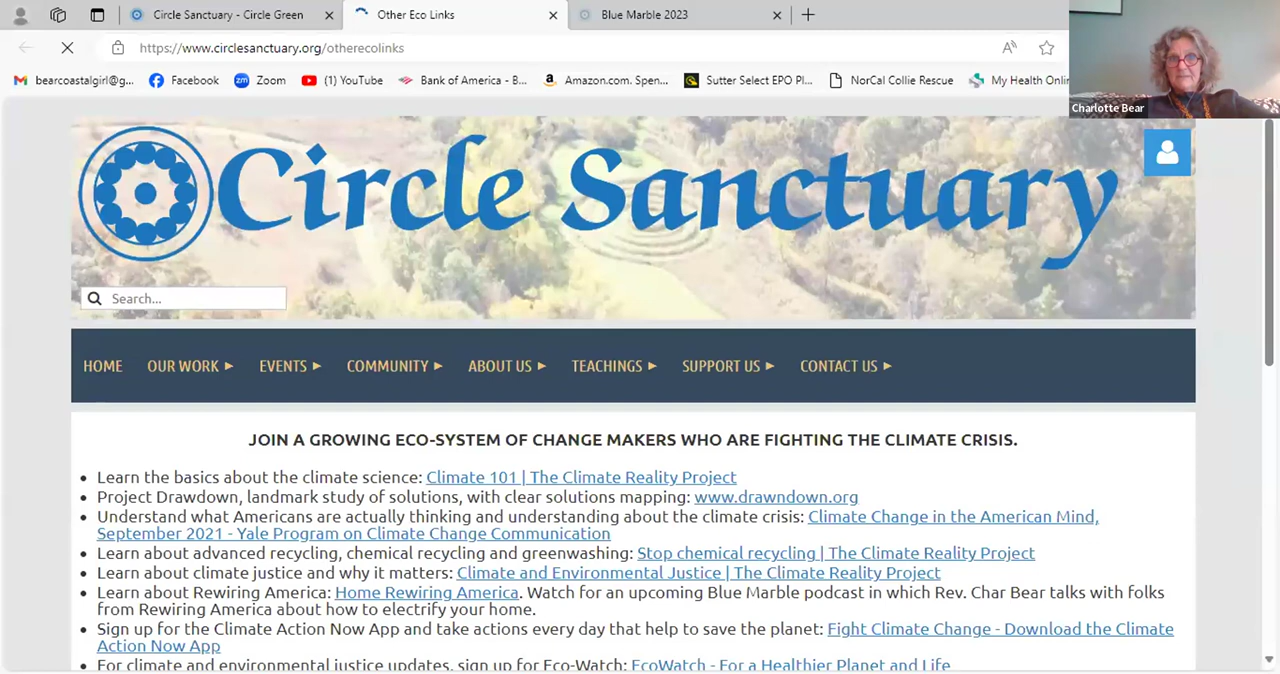 Circle Sanctuary - Circle Green
Other Eco Links
Blue Marble 2023
https://www.circlesanctuary.org/otherecolinks
bearcoastalgirl@g...
Facebook
zm Zoom
(1) YouTube
Bank of America - B...
Amazon.com. Spen...
Sutter Select EPO Pl...
NorCal Collie Rescue
My Health Onlin
Charlotte Bear
Circle Sanctuary
Search...
HOME OUR WORK EVENTS COMMUNITY ABOUT US TEACHINGS SUPPORT US CONTACT US
JOIN A GROWING ECO-SYSTEM OF CHANGE MAKERS WHO ARE FIGHTING THE CLIMATE CRISIS.
Learn the basics about the climate science: Climate 101 | The Climate Reality Project
Project Drawdown, landmark study of solutions, with clear solutions mapping: www.drawndown.org
Understand what Americans are actually thinking and understanding about the climate crisis: Climate Change in the American Mind,
September 2021 - Yale Program on Climate Change Communication
Learn about advanced recycling, chemical recycling and greenwashing: Stop chemical recycling | The Climate Reality Project
Learn about climate justice and why it matters: Climate and Environmental Justice | The Climate Reality Project
Learn about Rewiring America: Home Rewiring America. Watch for an upcoming Blue Marble podcast in which Rev. Char Bear talks with folks
from Rewiring America about how to electrify your home.
Sign up for the Climate Action Now App and take actions every day that help to save the planet: Fight Climate Change - Download the Climate
Action Now App
For climate and environmental justice updates, sign up for Eco-Watch: EcoWatch - For a Healthier Planet and Life